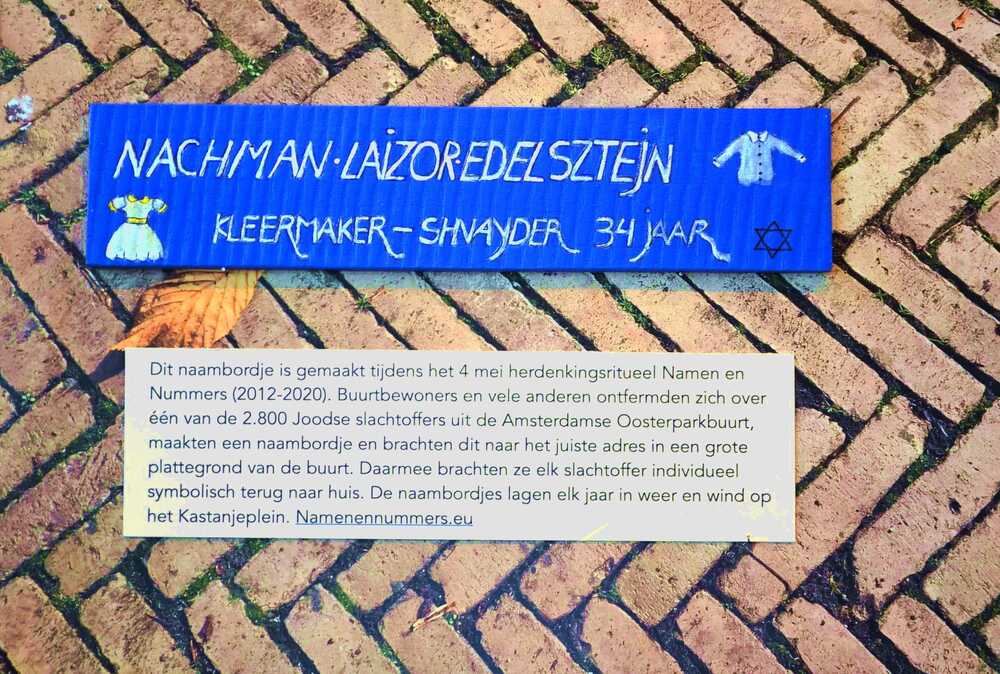 NACHMAN·LAIZOR·EDELSZTEJN
KLEERMAKER – SHNAYDER 34 JAAR
Dit naambordje is gemaakt tijdens het 4 mei herdenkingsritueel Namen en
Nummers (2012-2020). Buurtbewoners en vele anderen ontfermden zich over
één van de 2.800 Joodse slachtoffers uit de Amsterdamse Oosterparkbuurt,
maakten een naambordje en brachten dit naar het juiste adres in een grote
plattegrond van de buurt. Daarmee brachten ze elk slachtoffer individueel
symbolisch terug naar huis. De naambordjes lagen elk jaar in weer en wind op
het Kastanjeplein. Namenennummers.eu